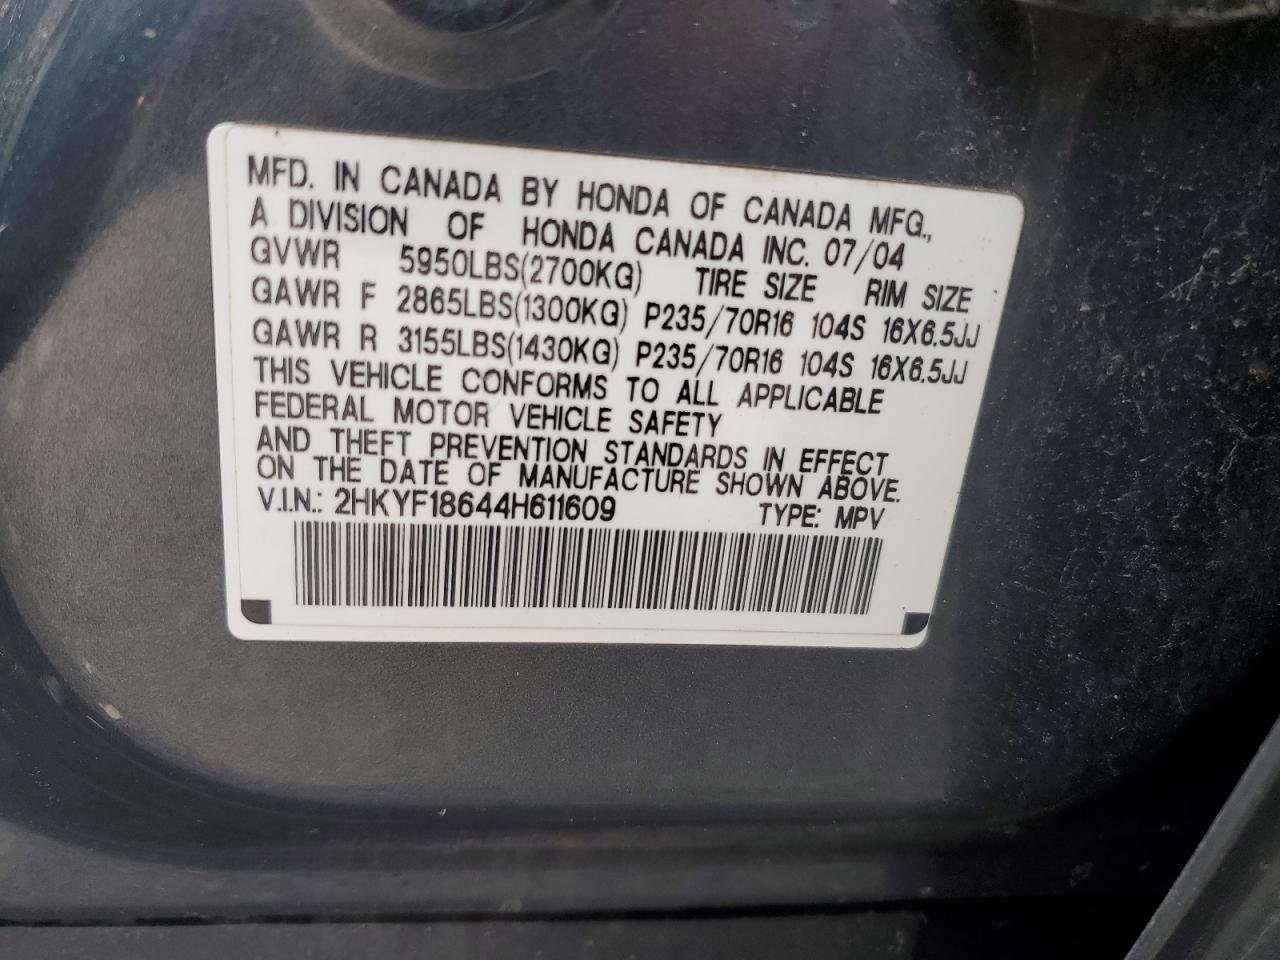 MFD. IN CANADA BY HONDA OF CANADA MFG.,
A DIVISION OF HONDA CANADA INC. 07/04
GVWR 5950LBS(2700KG) TIRE SIZE RIM SIZE
GAWR F 2865LBS(1300KG) P235/70R16 104S 16X6.5JJ
GAWR R 3155LBS(1430KG) P235/70R16 104S 16X6.5JJ
THIS VEHICLE CONFORMS TO ALL APPLICABLE
FEDERAL MOTOR VEHICLE SAFETY
AND THEFT PREVENTION STANDARDS IN EFFECT
ON THE DATE OF MANUFACTURE SHOWN ABOVE.
V.I.N.: 2HKYF18644H611609 TYPE: MPV